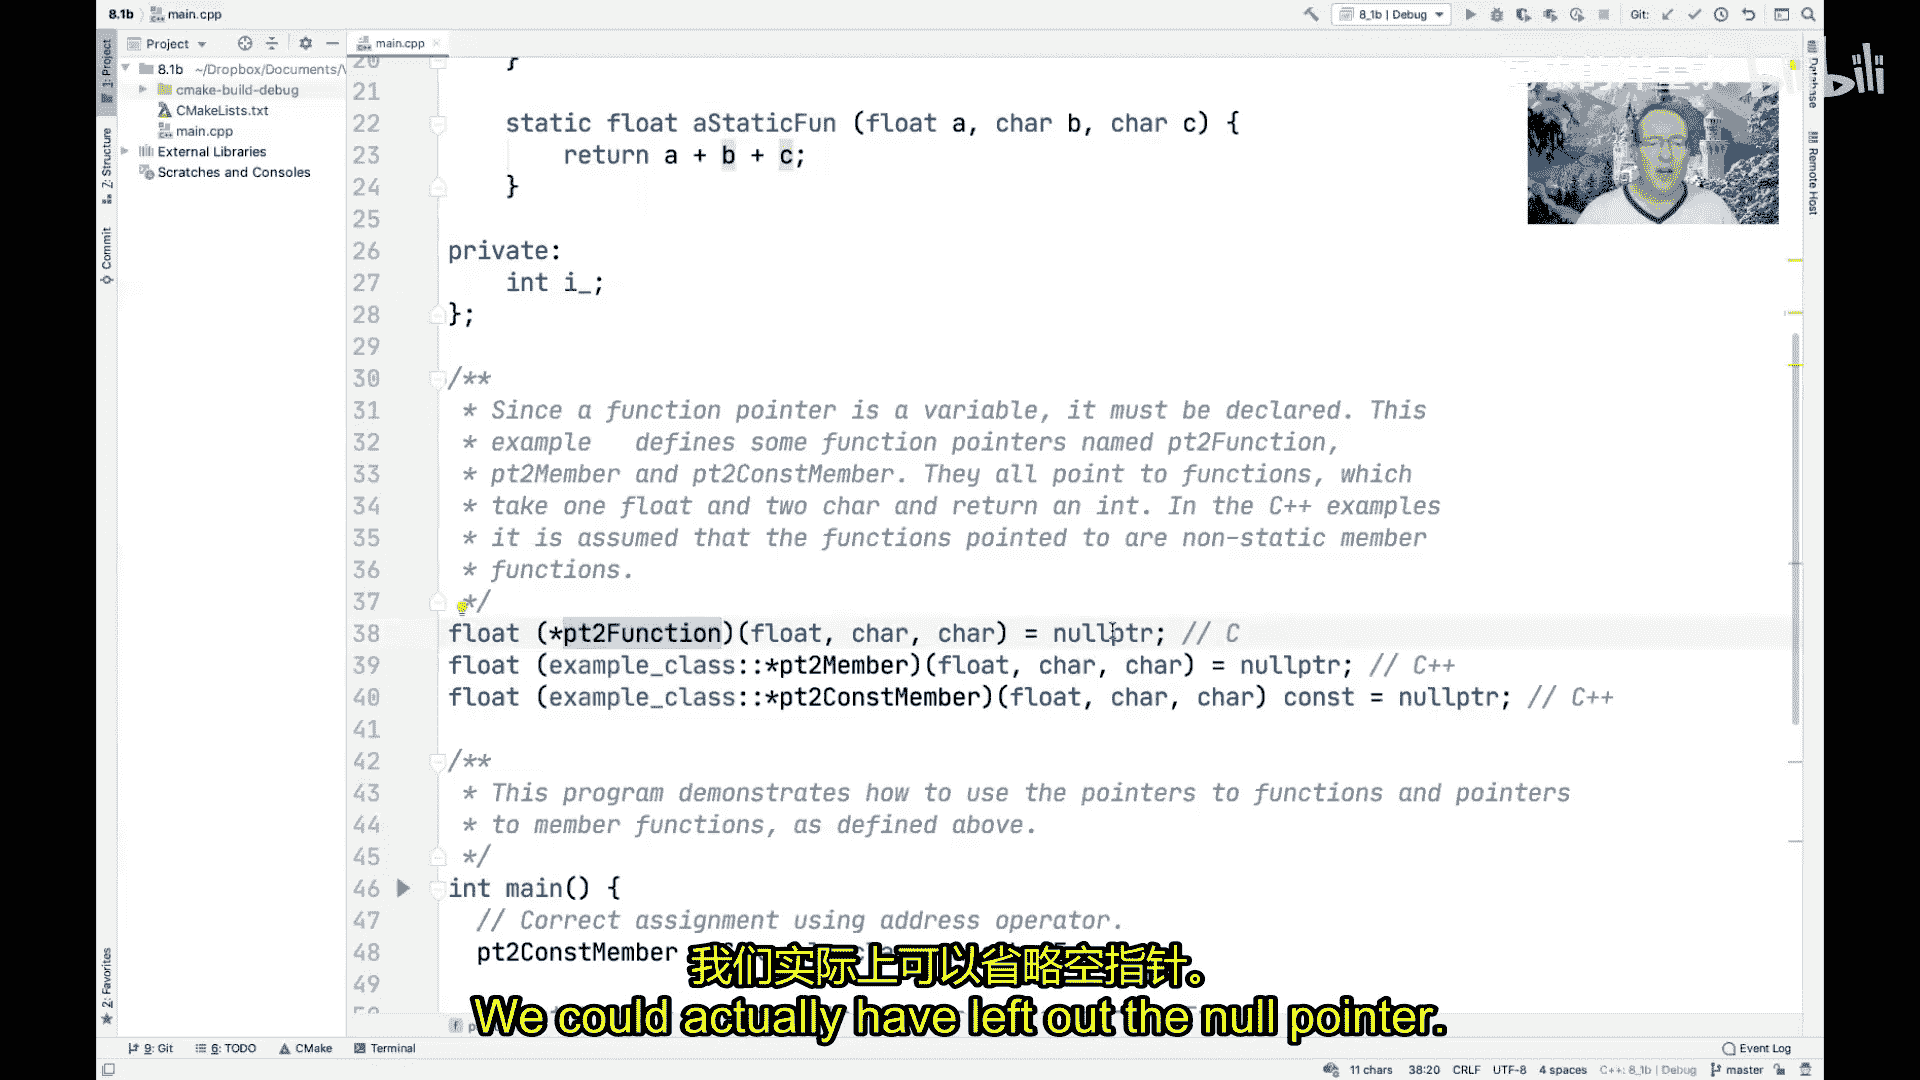 8.1b
main.cpp
8_1b | Debug
Git:
Project
main.cpp
1: Project
8.1b ~/Dropbox/Documents/
cmake-build-debug
CMakeLists.txt
main.cpp
External Libraries
Scratches and Consoles
Z: Structure
Commit
2: Favorites
20 }
21
22 static float aStaticFun (float a, char b, char c) {
23 return a + b + c;
24 }
25
26 private:
27 int i_;
28 };
29
30 /**
31 * Since a function pointer is a variable, it must be declared. This
32 * example defines some function pointers named pt2Function,
33 * pt2Member and pt2ConstMember. They all point to functions, which
34 * take one float and two char and return an int. In the C++ examples
35 * it is assumed that the functions pointed to are non-static member
36 * functions.
37 */
38 float (*pt2Function)(float, char, char) = nullptr; // C
39 float (example_class::*pt2Member)(float, char, char) = nullptr; // C++
40 float (example_class::*pt2ConstMember)(float, char, char) const = nullptr; // C++
41
42 /**
43 * This program demonstrates how to use the pointers to functions and pointers
44 * to member functions, as defined above.
45 */
46 int main() {
47 // Correct assignment using address operator.
48 pt2ConstMember
49
Database
Remote Host
bilibili
我们实际上可以省略空指针。
We could actually have left out the null pointer.
9: Git
6: TODO
CMake
Terminal
Event Log
11 chars 38:20 CRLF UTF-8 4 spaces C++: 8_1b | Debug master